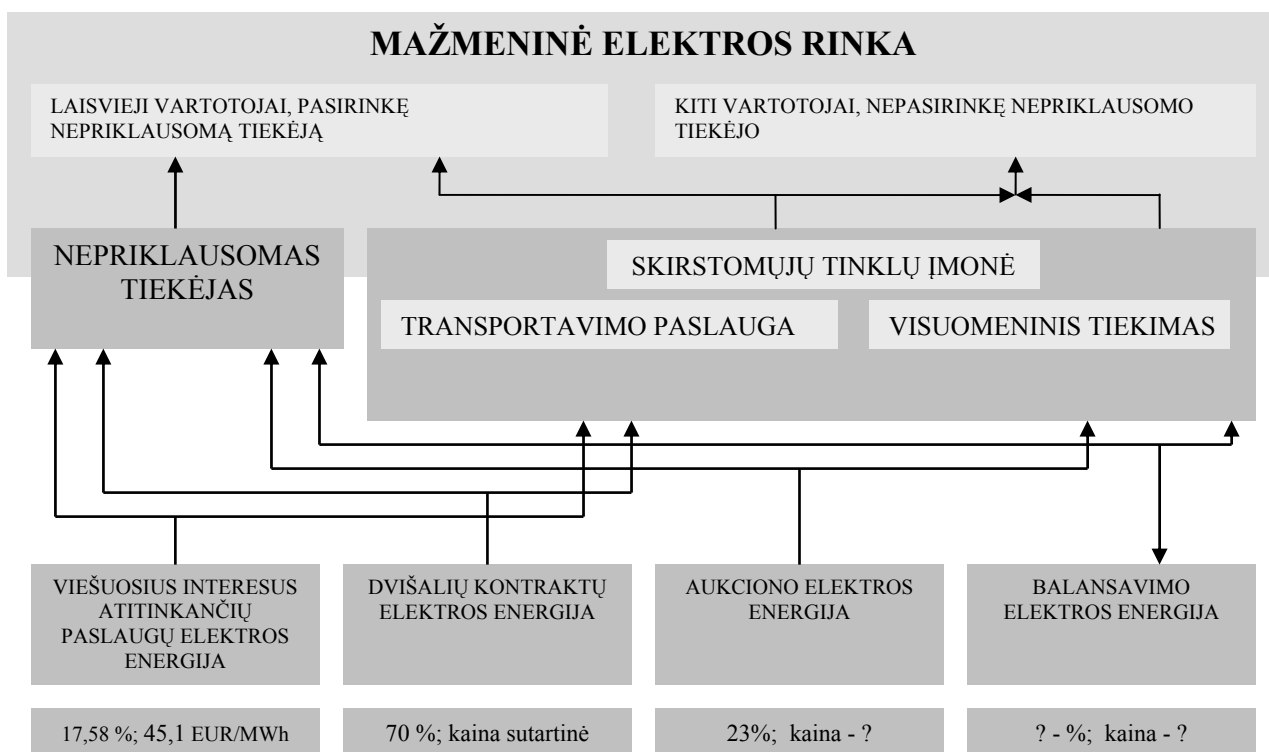 MAŽMENINĖ ELEKTROS RINKA
LAISVIEJI VARTOTOJAI, PASIRINKĘ
NEPRIKLAUSOMĄ TIEKĖJĄ
KITI VARTOTOJAI, NEPASIRINKĘ NEPRIKLAUSOMO
TIEKĖJO
NEPRIKLAUSOMAS
TIEKĖJAS
SKIRSTOMŲJŲ TINKLŲ ĮMONĖ
TRANSPORTAVIMO PASLAUGA
VISUOMENINIS TIEKIMAS
VIEŠUOSIUS INTERESUS
ATITINKANČIŲ
PASLAUGŲ ELEKTROS
ENERGIJA
DVIŠALIŲ KONTRAKTŲ
ELEKTROS ENERGIJA
AUKCIONO ELEKTROS
ENERGIJA
BALANSAVIMO
ELEKTROS ENERGIJA
17,58 %; 45,1 EUR/MWh
70 %; kaina sutartinė
23%; kaina - ?
? - %; kaina - ?